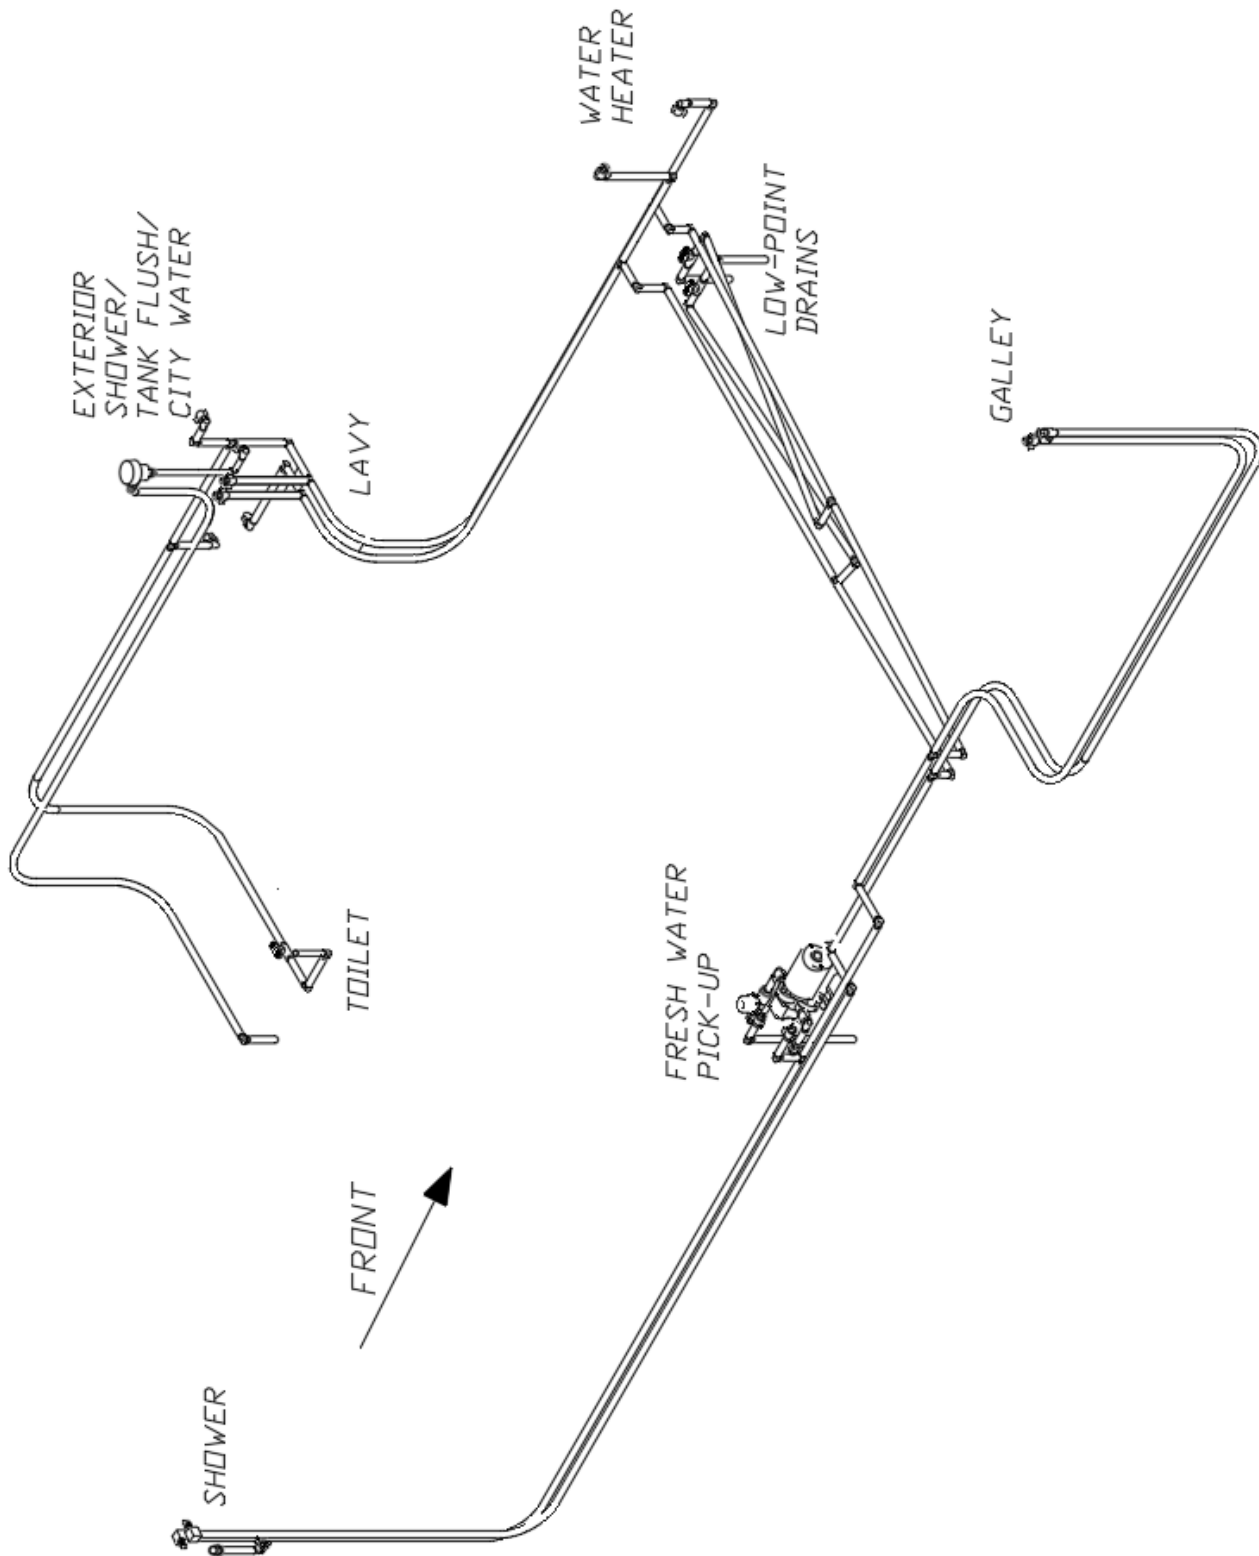 WATER
HEATER
EXTERIOR
SHOWER/
TANK FLUSH/
CITY WATER
LOW-POINT
DRAINS
LAVY
GALLEY
TOILET
FRESH WATER
PICK-UP
FRONT
SHOWER